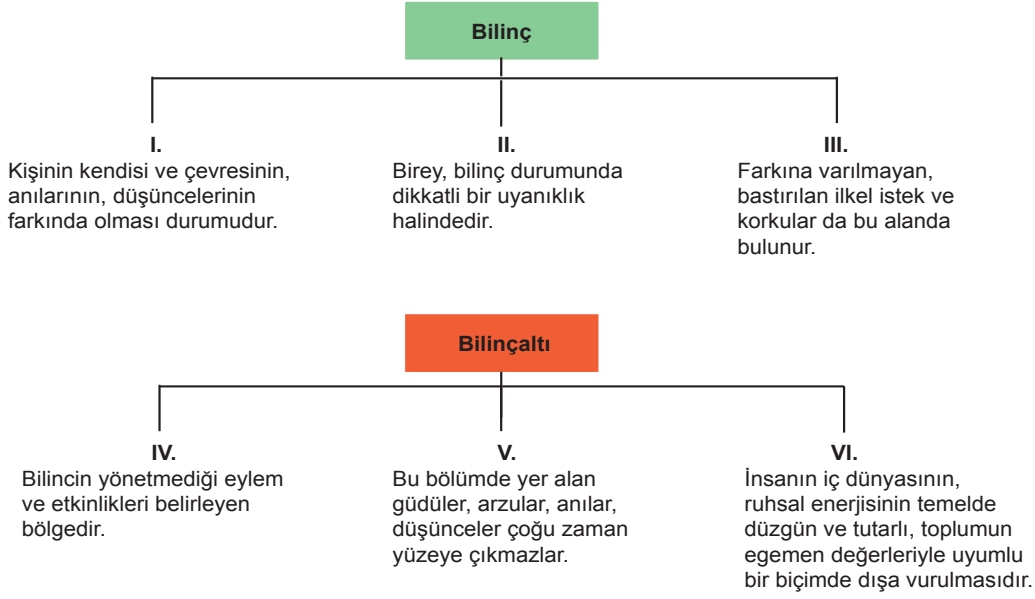 Bilinç
I.
Kişinin kendisi ve çevresinin,
anılarının, düşüncelerinin
farkında olması durumudur.
II.
Birey, bilinç durumunda
dikkatli bir uyanıklık
halindedir.
III.
Farkına varılmayan,
bastırılan ilkel istek ve
korkular da bu alanda
bulunur.
Bilinçaltı
IV.
Bilincin yönetmediği eylem
ve etkinlikleri belirleyen
bölgedir.
V.
Bu bölümde yer alan
güdüler, arzular, anılar,
düşünceler çoğu zaman
yüzeye çıkmazlar.
VI.
İnsanın iç dünyasının,
ruhsal enerjisinin temelde
düzgün ve tutarlı, toplumun
egemen değerleriyle uyumlu
bir biçimde dışa vurulmasıdır.